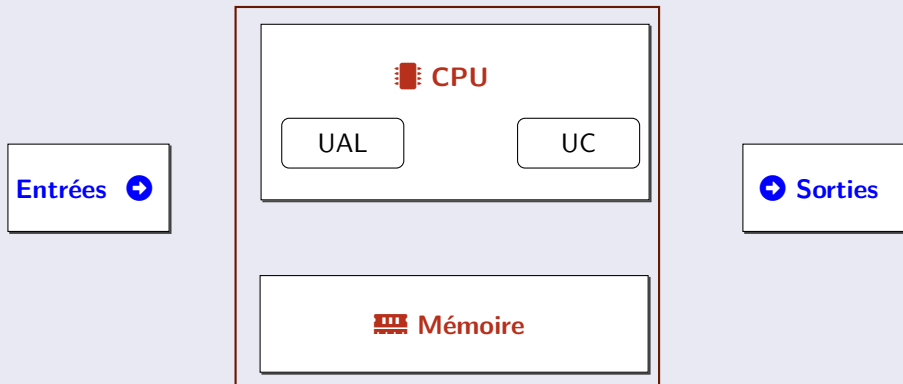 CPU
UAL
UC
Entrées
Sorties
Mémoire